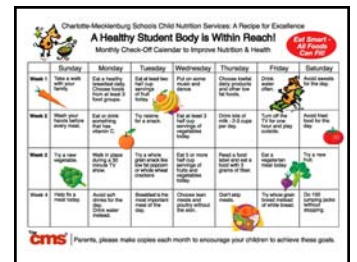 Charlotte-Mecklenburg Schools Child Nutrition Services: A Recipe for Excellence
A Healthy Student Body is Within Reach!
Monthly Check-Off Calendar to Improve Nutrition & Health
Eat Smart -
All Foods
Can Fit!
Sunday Monday Tuesday Wednesday Thursday Friday Saturday
Week 1
Take a walk
with your
family.
Eat a healthy
breakfast daily.
Choose foods
from at least 3
food groups.
Eat at least two
half cup
servings
of fruit
today.
Put on some
music and
dance.
Choose lowfat
dairy products
and other low
fat foods.
Drink
water
often.
Avoid sweets
for the day.
Week 2
Wash your
hands before
every meal.
Eat or drink
something
that has
vitamin C.
Try raisins
for a snack.
Eat at least 3
half cup
servings of
vegetables
today.
Drink size of
milk - 2-3 cups
per day.
Turn off the
TV for one
hour and play
outside.
Avoid fried
food for the
day.
Week 3
Try a new
vegetable.
Walk in place
during a 30
minute TV
show.
Try a whole
grain snack like
low fat popcorn
or whole wheat
crackers
Eat 5 or more
half cup
servings of
fruits and
vegetables
today.
Read a food
label and eat a
food with 3
grams of fiber.
Eat a
vegetarian
meal today
Try a new
fruit.
Week 4
Help fix a
meal today.
Avoid soft
drinks for the
day.
Drink water
instead.
Breakfast is the
most important
meal of the
day.
Choose lean
meats and
poultry without
the skin.
Don't skip
meals.
Try whole grain
bread instead
of white bread.
Do 100
jumping jacks
without
stopping.
The
cms
Parents, please make copies each month to encourage your children to achieve these goals.